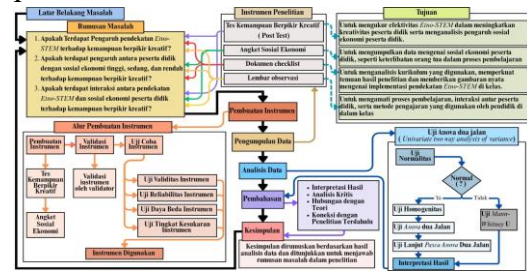 Latar Belakang Masalah
Rumusan Masalah
1. Apakah Terdapat Pengaruh pendekatan Etno-
STEM terhadap kemampuan berpikir kreatif?
2. Apakah terdapat pengaruh antara peserta didik
dengan sosial ekonomi tinggi, sedang, dan rendah
terhadap kemampuan berpikir kreatif?
3. Apakah terdapat interaksi antara pendekatan
Etno-STEM dan sosial ekonomi peserta didik
terhadap kemampuan berpikir kreatif?
Instrumen Penelitian
Tes Kemampuan Berpikir Kreatif
( Post Test)
Angket Sosial Ekonomi
Dokumen checklist
Lembar observasi
Tujuan
Untuk mengukur efektivitas Etno-STEM dalam meningkatkan
kreativitas peserta didik serta menganalisis pengaruh sosial
ekonomi peserta didik.
Untuk mengumpulkan data mengenai sosial ekonomi peserta
didik, seperti keterlibatan orang tua dalam proses pembelajaran
Untuk menganalisis kurikulum yang digunakan, memperkuat
temuan hasil penelitian dan memberikan gambaran nyata
mengenai implementasi pendekatan Etno-STEM di kelas.
Untuk mengamati proses pembelajaran, interaksi antar peserta
didik, serta metode pengajaran yang digunakan oleh pendidik di
dalam kelas
Pembuatan Instrumen
Pengumpulan Data
Analisis Data
Pembahasan
Kesimpulan
Kesimpulan dirumuskan berdasarkan hasil
analisis data dan ditunjukkan untuk menjawab
rumusan masalah dalam penelitian
• Interpretasi Hasil
• Analisis Kritis
• Hubungan dengan
Teori
• Koneksi dengan
Penelitian Terdahulu
Alur Pembuatan Instrumen
Pembuatan
Instrumen
Validasi
Instrumen
Uji Coba
Instrumen
Tes
Kemampuan
Berpikir
Kreatif
Angket
Sosial
Ekonomi
Validasi
instrumen
oleh validator
Uji Validitas Instrumen
Uji Reliabilitas Instrumen
Uji Daya Beda Instrumen
Uji Tingkat Kesukaran
Instrumen
Instrumen Digunakan
Uji Anova dua jalan
( Univariate two-way analysis of variance)
Uji
Normalitas
Normal
(?)
Ya
Tidak
Uji Homogenitas
Uji Anova dua jalan
Uji Lanjut Pasca Anova Dua Jalan
Uji Mann-
Whitney U
Interpretasi Hasil